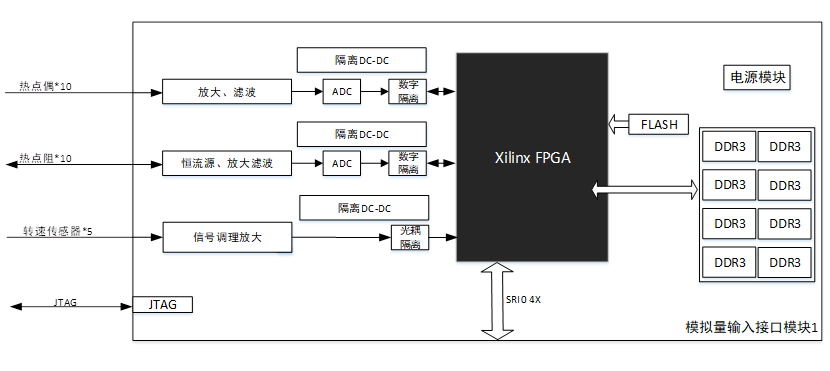 隔离DC-DC
热点偶*10
放大、滤波
ADC
数字
隔离
电源模块
隔离DC-DC
FLASH
热点阻*10
恒流源、放大滤波
ADC
数字
隔离
Xilinx FPGA
DDR3
DDR3
DDR3
DDR3
DDR3
DDR3
DDR3
DDR3
隔离DC-DC
转速传感器*5
信号调理放大
光耦
隔离
JTAG
JTAG
SRIO 4X
模拟量输入接口模块1